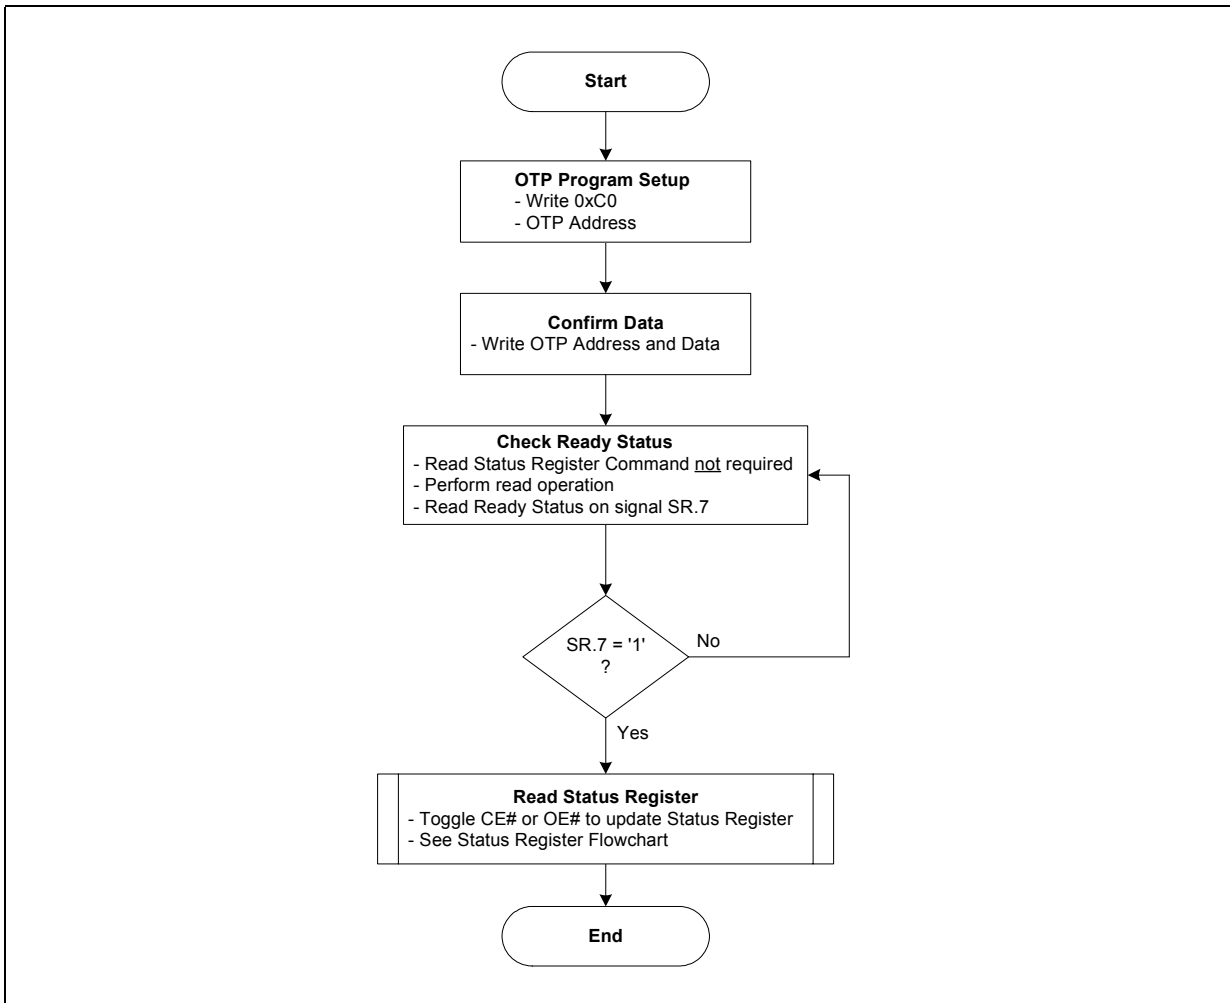 Start
OTP Program Setup
- Write 0xC0
- OTP Address
Confirm Data
- Write OTP Address and Data
Check Ready Status
- Read Status Register Command not required
- Perform read operation
- Read Ready Status on signal SR.7
SR.7 = '1'
?
No
Yes
Read Status Register
- Toggle CE# or OE# to update Status Register
- See Status Register Flowchart
End